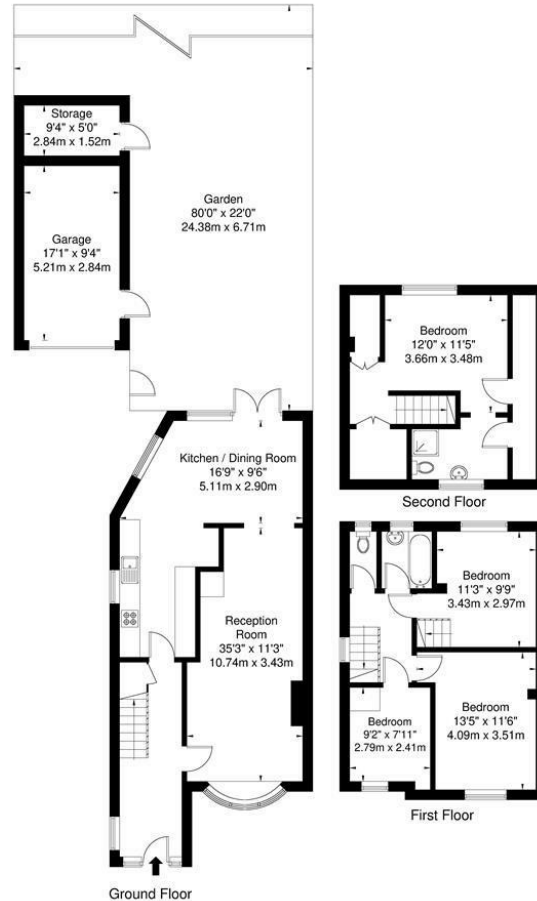 Storage
9'4" x 5'0"
2.84m x 1.52m
Garage
17'1" x 9'4"
5.21m x 2.84m
Garden
80'0" x 22'0"
24.38m x 6.71m
Kitchen / Dining Room
16'9" x 9'6"
5.11m x 2.90m
Reception
Room
35'3" x 11'3"
10.74m x 3.43m
Ground Floor
Bedroom
12'0" x 11'5"
3.66m x 3.48m
Second Floor
Bedroom
11'3" x 9'9"
3.43m x 2.97m
Bedroom
13'5" x 11'6"
4.09m x 3.51m
Bedroom
9'2" x 7'11"
2.79m x 2.41m
First Floor